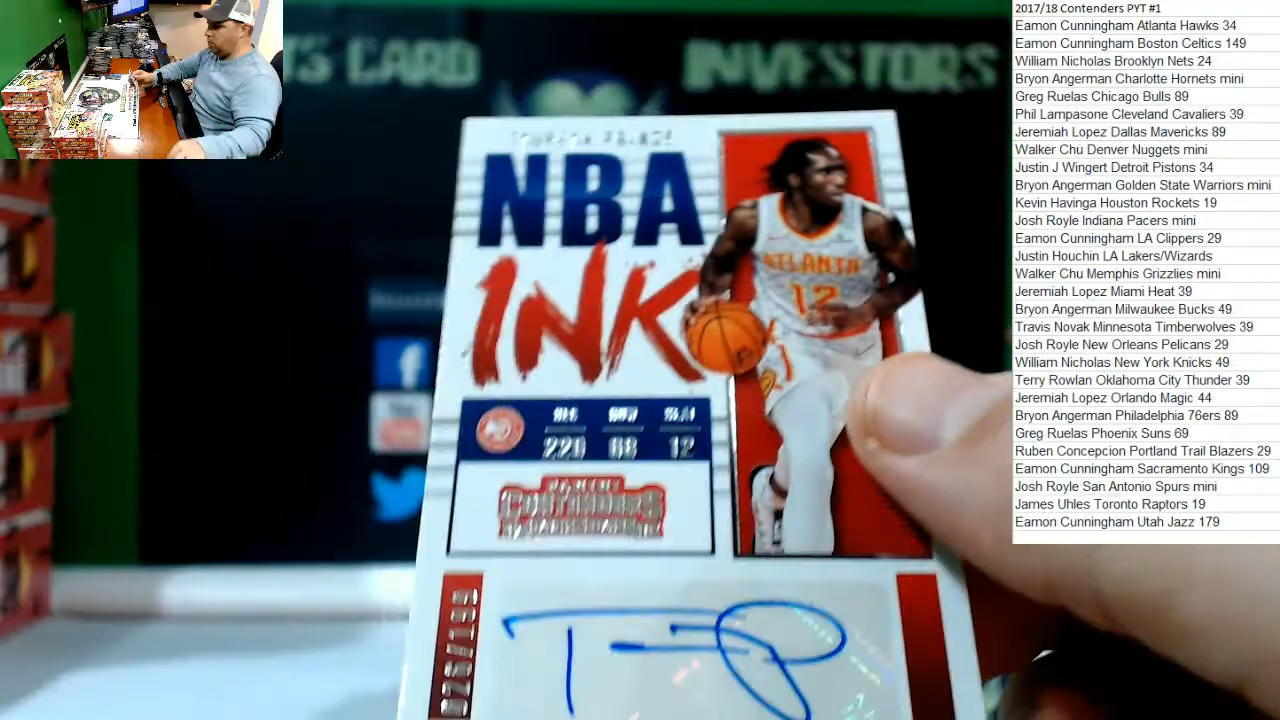 2017/18 Contenders PYT #1
Eamon Cunningham Atlanta Hawks 34
Eamon Cunningham Boston Celtics 149
William Nicholas Brooklyn Nets 24
Bryon Angerman Charlotte Hornets mini
Greg Ruelas Chicago Bulls 89
Phil Lampasone Cleveland Cavaliers 39
Jeremiah Lopez Dallas Mavericks 89
Walker Chu Denver Nuggets mini
Justin J Wingert Detroit Pistons 34
Bryon Angerman Golden State Warriors mini
Kevin Havinga Houston Rockets 19
Josh Royle Indiana Pacers mini
Eamon Cunningham LA Clippers 29
Justin Houchin LA Lakers/Wizards
Walker Chu Memphis Grizzlies mini
Jeremiah Lopez Miami Heat 39
Bryon Angerman Milwaukee Bucks 49
Travis Novak Minnesota Timberwolves 39
Josh Royle New Orleans Pelicans 29
William Nicholas New York Knicks 49
Terry Rowlan Oklahoma City Thunder 39
Jeremiah Lopez Orlando Magic 44
Bryon Angerman Philadelphia 76ers 89
Greg Ruelas Phoenix Suns 69
Ruben Concepcion Portland Trail Blazers 29
Eamon Cunningham Sacramento Kings 109
Josh Royle San Antonio Spurs mini
James Uhles Toronto Raptors 19
Eamon Cunningham Utah Jazz 179
CARD INVESTORS
NBA
INK
ATLANTA
12
SEC ROW SEAT
220 68 12
PANINI
CONTENDERS